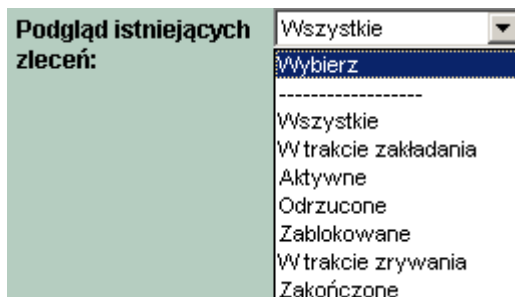 Podgląd istniejących
zleceń:
Wszystkie
Wybierz
------------------
Wszystkie
W trakcie zakładania
Aktywne
Odrzucone
Zablokowane
W trakcie zrywania
Zakończone